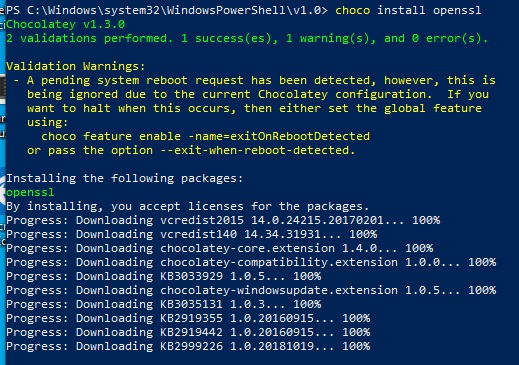 PS C:\Windows\system32\WindowsPowerShell\v1.0> choco install openssl
Chocolatey v1.3.0
2 validations performed. 1 success(es), 1 warning(s), and 0 error(s).

Validation Warnings:
 - A pending system reboot request has been detected, however, this is
   being ignored due to the current Chocolatey configuration.  If you
   want to halt when this occurs, then either set the global feature
   using:
     choco feature enable -name=exitOnRebootDetected
   or pass the option --exit-when-reboot-detected.

Installing the following packages:
openssl
By installing, you accept licenses for the packages.
Progress: Downloading vcredist2015 14.0.24215.20170201... 100%
Progress: Downloading vcredist140 14.34.31931... 100%
Progress: Downloading chocolatey-core.extension 1.4.0... 100%
Progress: Downloading chocolatey-compatibility.extension 1.0.0... 100%
Progress: Downloading KB3033929 1.0.5... 100%
Progress: Downloading chocolatey-windowsupdate.extension 1.0.5... 100%
Progress: Downloading KB3035131 1.0.3... 100%
Progress: Downloading KB2919355 1.0.20160915... 100%
Progress: Downloading KB2919442 1.0.20160915... 100%
Progress: Downloading KB2999226 1.0.20181019... 100%